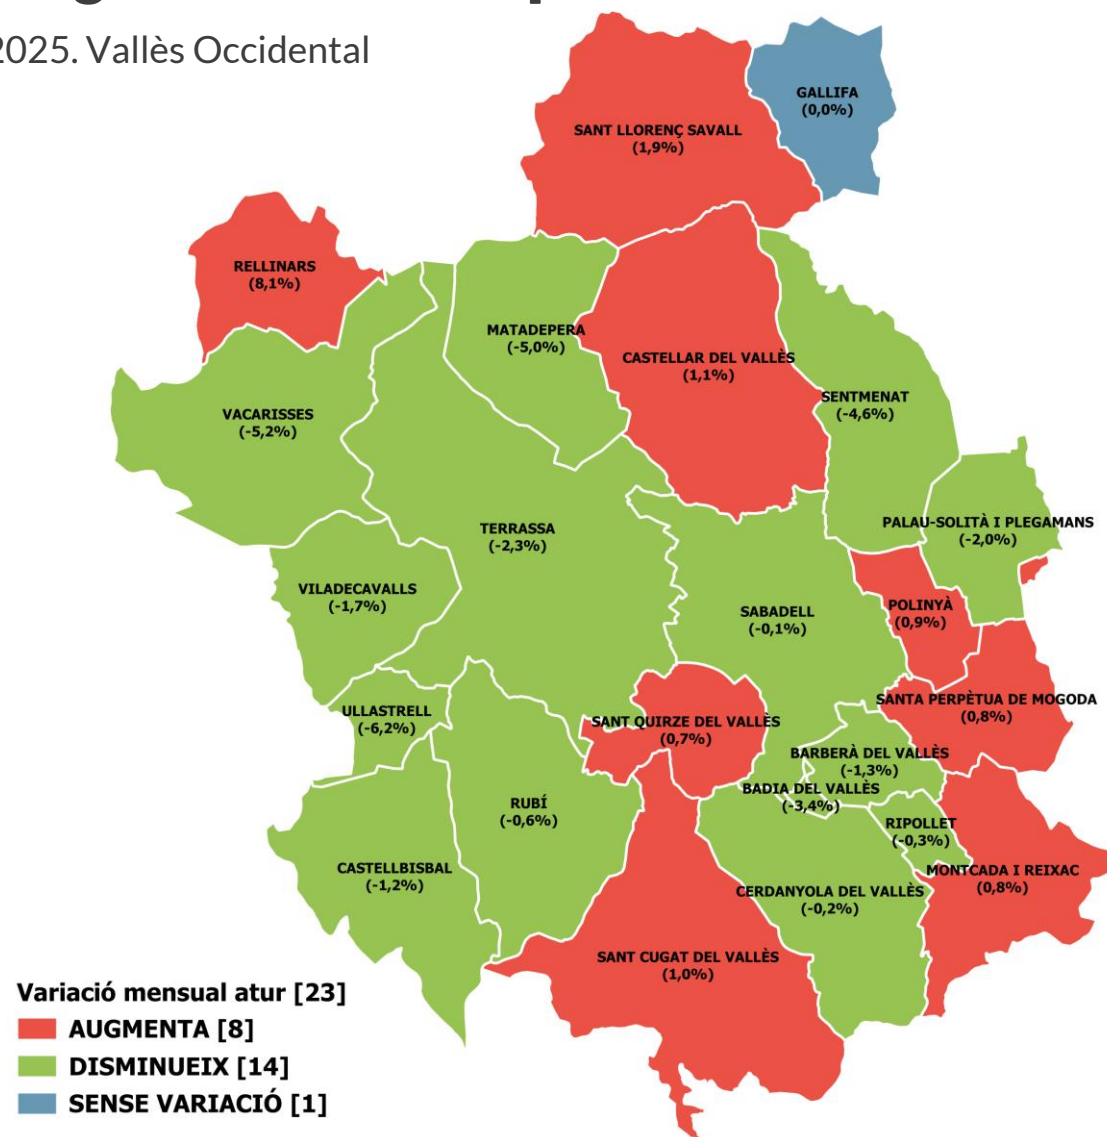 2025. Vallès Occidental
GALLIFA
(0,0%)
SANT LLORENÇ SAVALL
(1,9%)
RELLINARS
(8,1%)
MATADEPERA
(-5,0%)
CASTELLAR DEL VALLÈS
(1,1%)
SENTMENAT
(-4,6%)
VACARISSES
(-5,2%)
TERRASSA
(-2,3%)
PALAU-SOLITÀ I PLEGAMANS
(-2,0%)
VILADECAVALLS
(-1,7%)
SABADELL
(-0,1%)
POLINYÀ
(0,9%)
ULLASTRELL
(-6,2%)
SANT QUIRZE DEL VALLÈS
(0,7%)
SANTA PERPÈTUA DE MOGODA
(0,8%)
BARBERÀ DEL VALLÈS
(-1,3%)
BADIA DEL VALLÈS
(-3,4%)
RUBÍ
(-0,6%)
RIPOLLET
(-0,3%)
CASTELLBISBAL
(-1,2%)
MONTCADA I REIXAC
(0,8%)
CERDANYOLA DEL VALLÈS
(-0,2%)
SANT CUGAT DEL VALLÈS
(1,0%)
Variació mensual atur [23]
AUGMENTA [8]
DISMINUEIX [14]
SENSE VARIACIÓ [1]